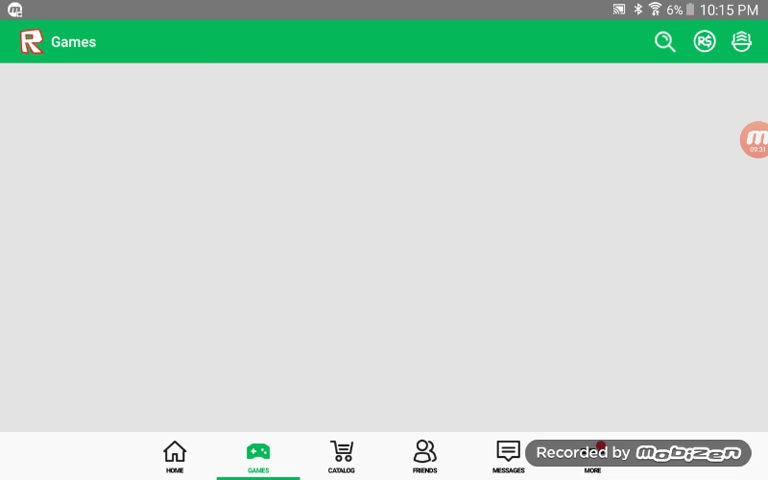 6% 10:15 PM
R Games R$
m
09:31
HOME GAMES CATALOG FRIENDS MESSAGES MORE
Recorded by mobizen